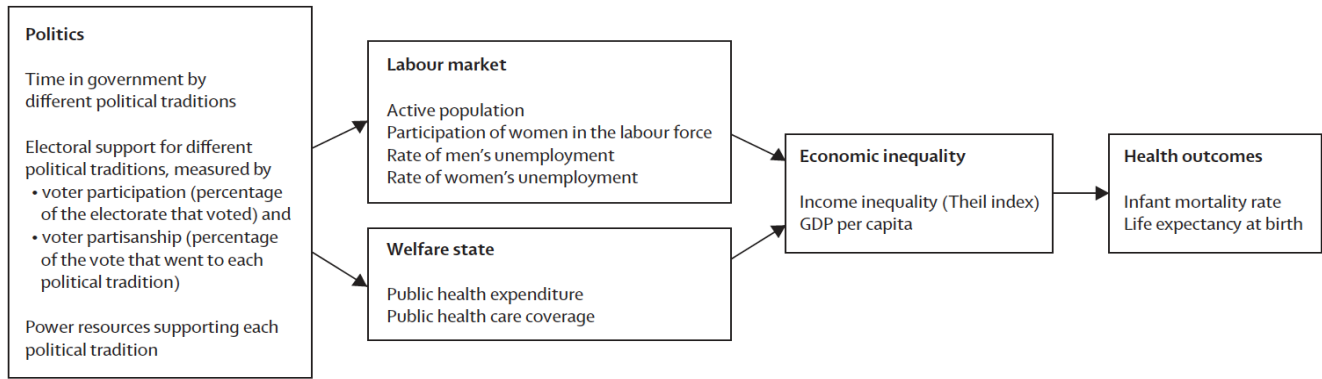 Politics
Time in government by
different political traditions
Electoral support for different
political traditions, measured by
• voter participation (percentage
of the electorate that voted) and
• voter partisanship (percentage
of the vote that went to each
political tradition)
Power resources supporting each
political tradition
Labour market
Active population
Participation of women in the labour force
Rate of men's unemployment
Rate of women's unemployment
Welfare state
Public health expenditure
Public health care coverage
Economic inequality
Income inequality (Theil index)
GDP per capita
Health outcomes
Infant mortality rate
Life expectancy at birth